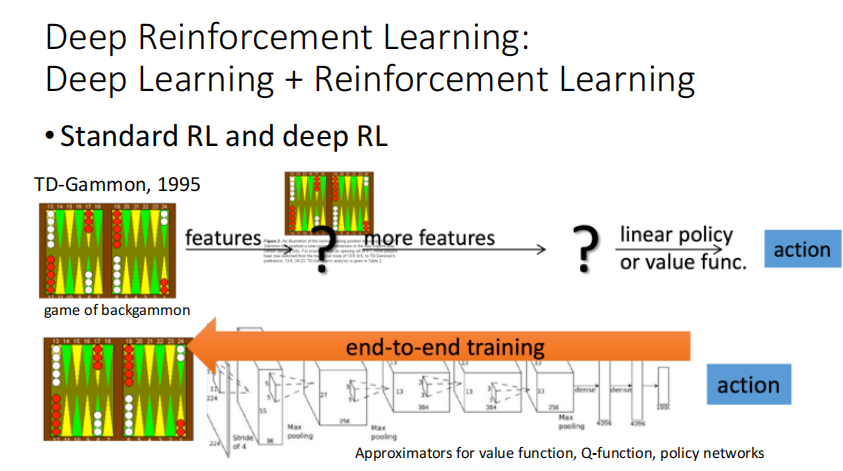 Deep Reinforcement Learning:
Deep Learning + Reinforcement Learning
• Standard RL and deep RL
TD-Gammon, 1995
features
?
more features
?
linear policy
or value func.
action
game of backgammon
end-to-end training
action
224
Stride
of 4
55
96
Max
pooling
27
256
Max
pooling
13
384
13
384
13
256
Max
pooling
dense
4096
dense
4096
Approximators for value function, Q-function, policy networks